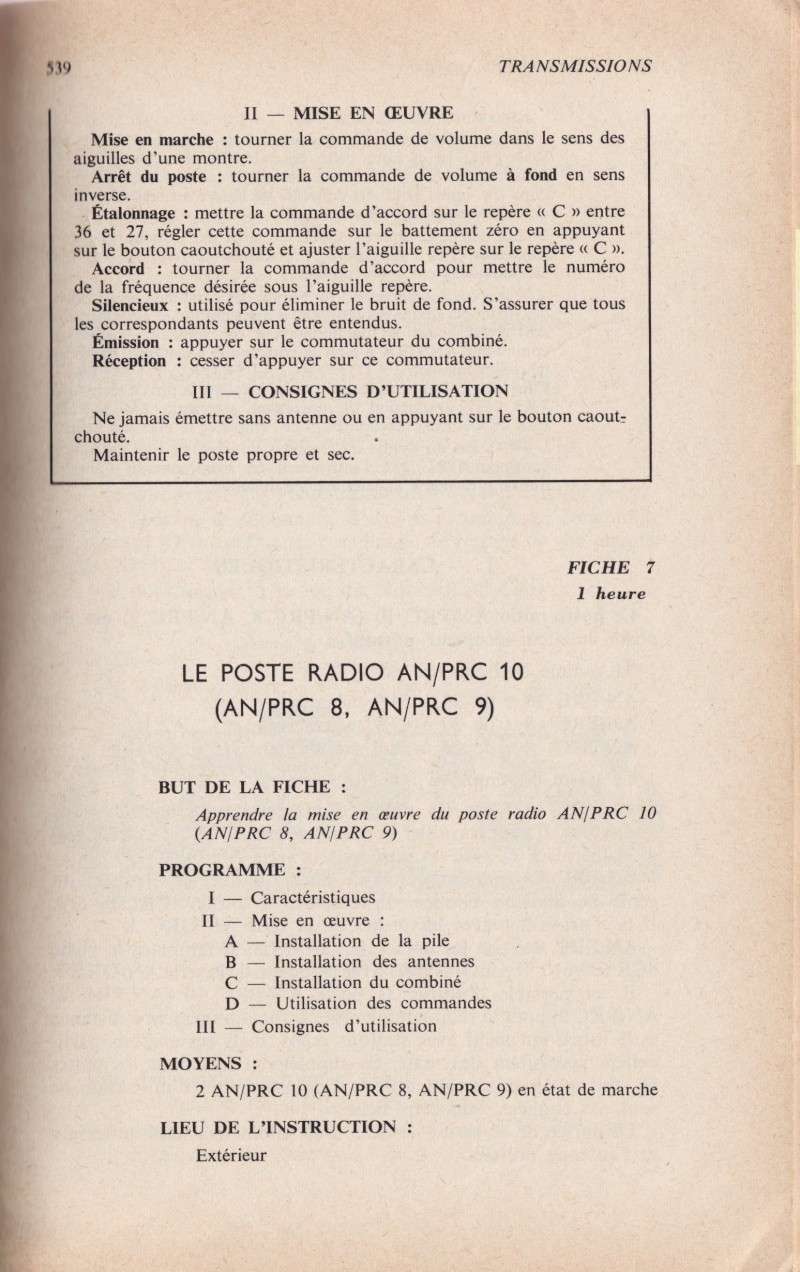 539 TRANSMISSIONS
II — MISE EN ŒUVRE
Mise en marche : tourner la commande de volume dans le sens des
aiguilles d'une montre.
Arrêt du poste : tourner la commande de volume à fond en sens
inverse.
Étalonnage : mettre la commande d'accord sur le repère « C » entre
36 et 27, régler cette commande sur le battement zéro en appuyant
sur le bouton caoutchouté et ajuster l'aiguille repère sur le repère « C ».
Accord : tourner la commande d'accord pour mettre le numéro
de la fréquence désirée sous l'aiguille repère.
Silencieux : utilisé pour éliminer le bruit de fond. S'assurer que tous
les correspondants peuvent être entendus.
Émission : appuyer sur le commutateur du combiné.
Réception : cesser d'appuyer sur ce commutateur.
III — CONSIGNES D'UTILISATION
Ne jamais émettre sans antenne ou en appuyant sur le bouton caout-
chouté.
Maintenir le poste propre et sec.
FICHE 7
1 heure
LE POSTE RADIO AN/PRC 10
(AN/PRC 8, AN/PRC 9)
BUT DE LA FICHE :
Apprendre la mise en œuvre du poste radio AN/PRC 10
(AN/PRC 8, AN/PRC 9)
PROGRAMME :
I — Caractéristiques
II — Mise en œuvre :
A — Installation de la pile
B — Installation des antennes
C — Installation du combiné
D — Utilisation des commandes
III — Consignes d'utilisation
MOYENS :
2 AN/PRC 10 (AN/PRC 8, AN/PRC 9) en état de marche
LIEU DE L'INSTRUCTION :
Extérieur